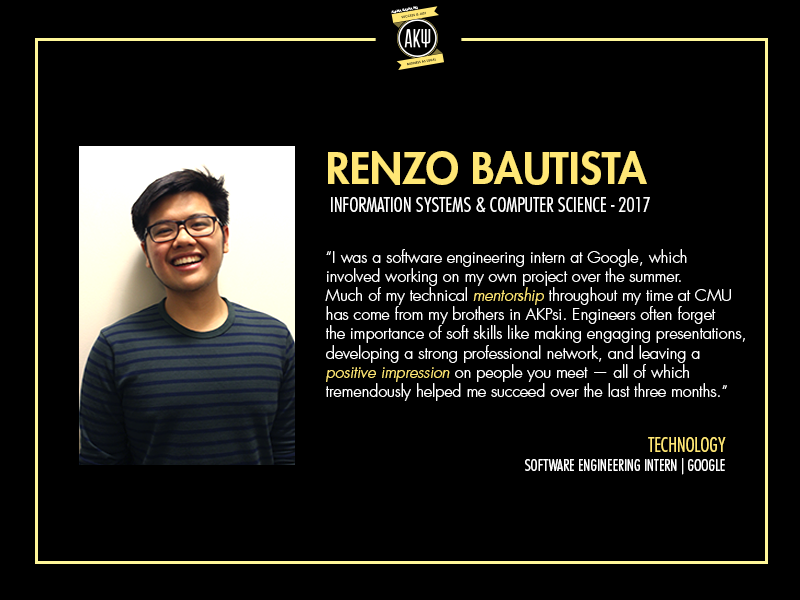 ΑΚΨ
RENZO BAUTISTA
INFORMATION SYSTEMS & COMPUTER SCIENCE - 2017
“I was a software engineering intern at Google, which
involved working on my own project over the summer.
Much of my technical mentorship throughout my time at CMU
has come from my brothers in AKPsi. Engineers often forget
the importance of soft skills like making engaging presentations,
developing a strong professional network, and leaving a
positive impression on people you meet — all of which
tremendously helped me succeed over the last three months.”
TECHNOLOGY
SOFTWARE ENGINEERING INTERN | GOOGLE